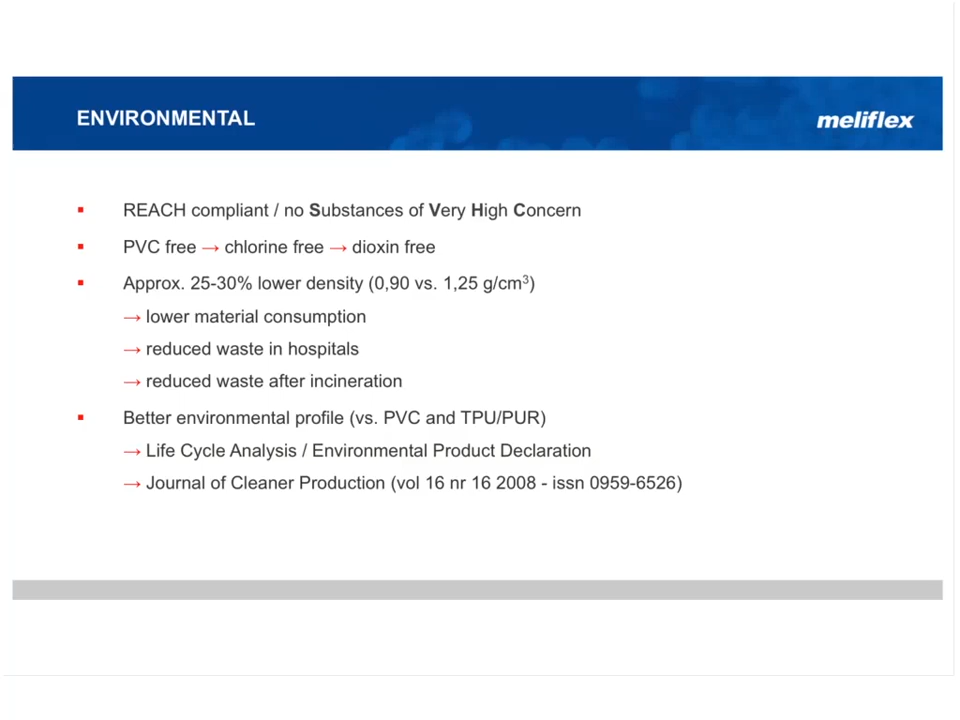 ENVIRONMENTAL
meliflex
▪ REACH compliant / no Substances of Very High Concern
▪ PVC free → chlorine free → dioxin free
▪ Approx. 25-30% lower density (0,90 vs. 1,25 g/cm³)
→ lower material consumption
→ reduced waste in hospitals
→ reduced waste after incineration
▪ Better environmental profile (vs. PVC and TPU/PUR)
→ Life Cycle Analysis / Environmental Product Declaration
→ Journal of Cleaner Production (vol 16 nr 16 2008 - issn 0959-6526)